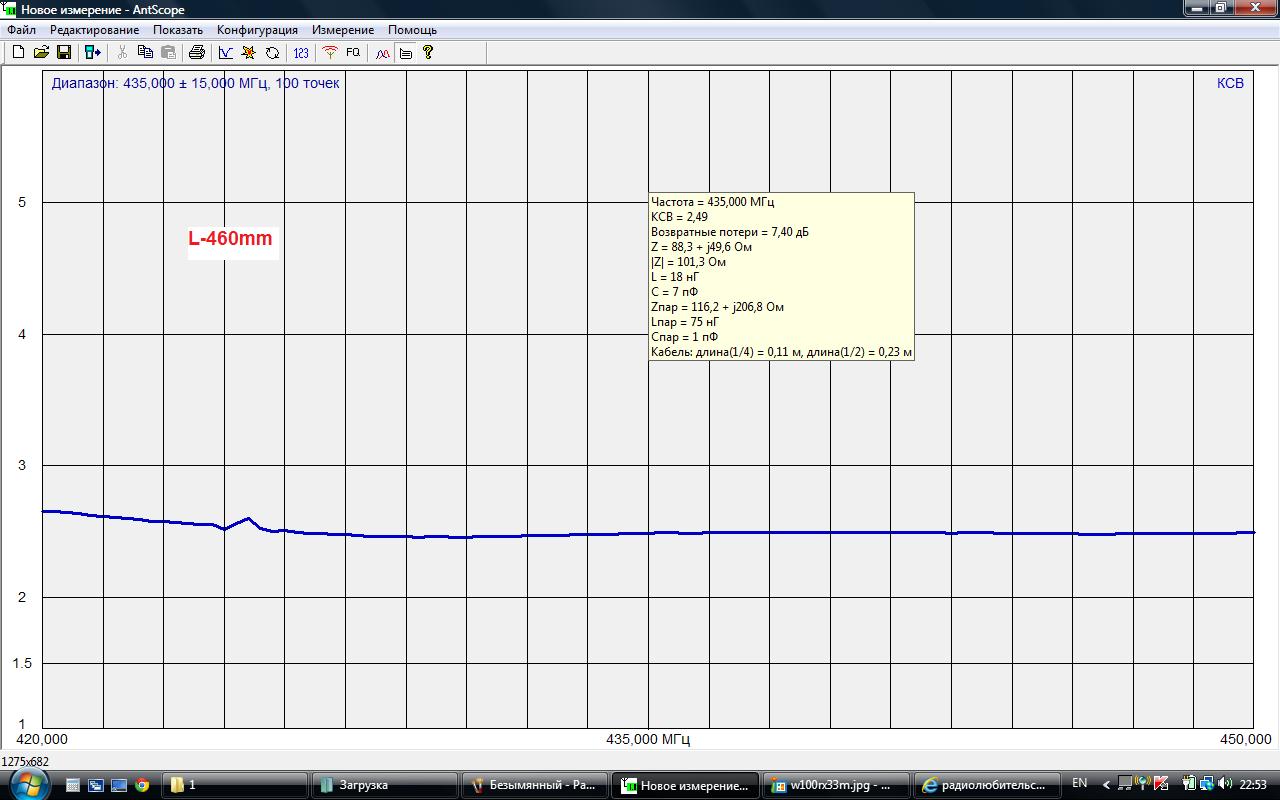 Новое измерение - AntScope
Файл Редактирование Показать Конфигурация Измерение Помощь
123 FQ
Диапазон: 435,000 ± 15,000 МГц, 100 точек
КСВ
5
L-460mm
Частота = 435,000 МГц
КСВ = 2,49
Возвратные потери = 7,40 дБ
Z = 88,3 + j49,6 Ом
|Z| = 101,3 Ом
L = 18 нГ
C = 7 пФ
Zпар = 116,2 + j206,8 Ом
Lпар = 75 нГ
Cпар = 1 пФ
Кабель: длина(1/4) = 0,11 м, длина(1/2) = 0,23 м
4
3
2
1.5
1
420,000
435,000 МГц
450,000
1275x682
1
Загрузка
Безымянный - Pa...
Новое измерение...
w100rx33m.jpg - ...
радиолюбительс...
EN
22:53